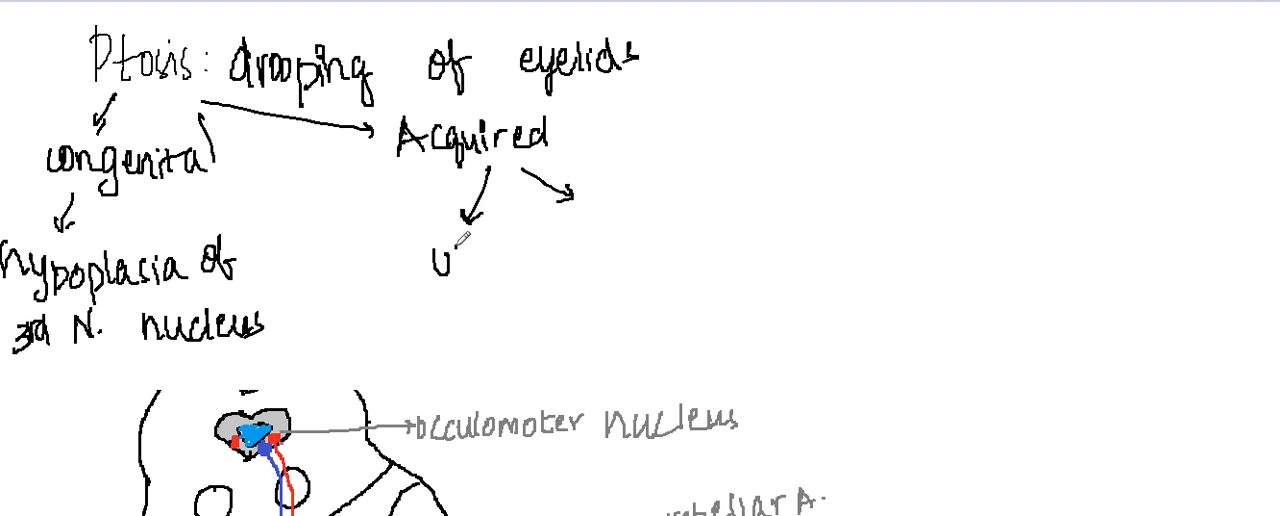 Ptosis: drooping of eyelids
congenital
Acquired
hypoplasia of
3rd N. nucleus
U
occulomoter nucleus
A.